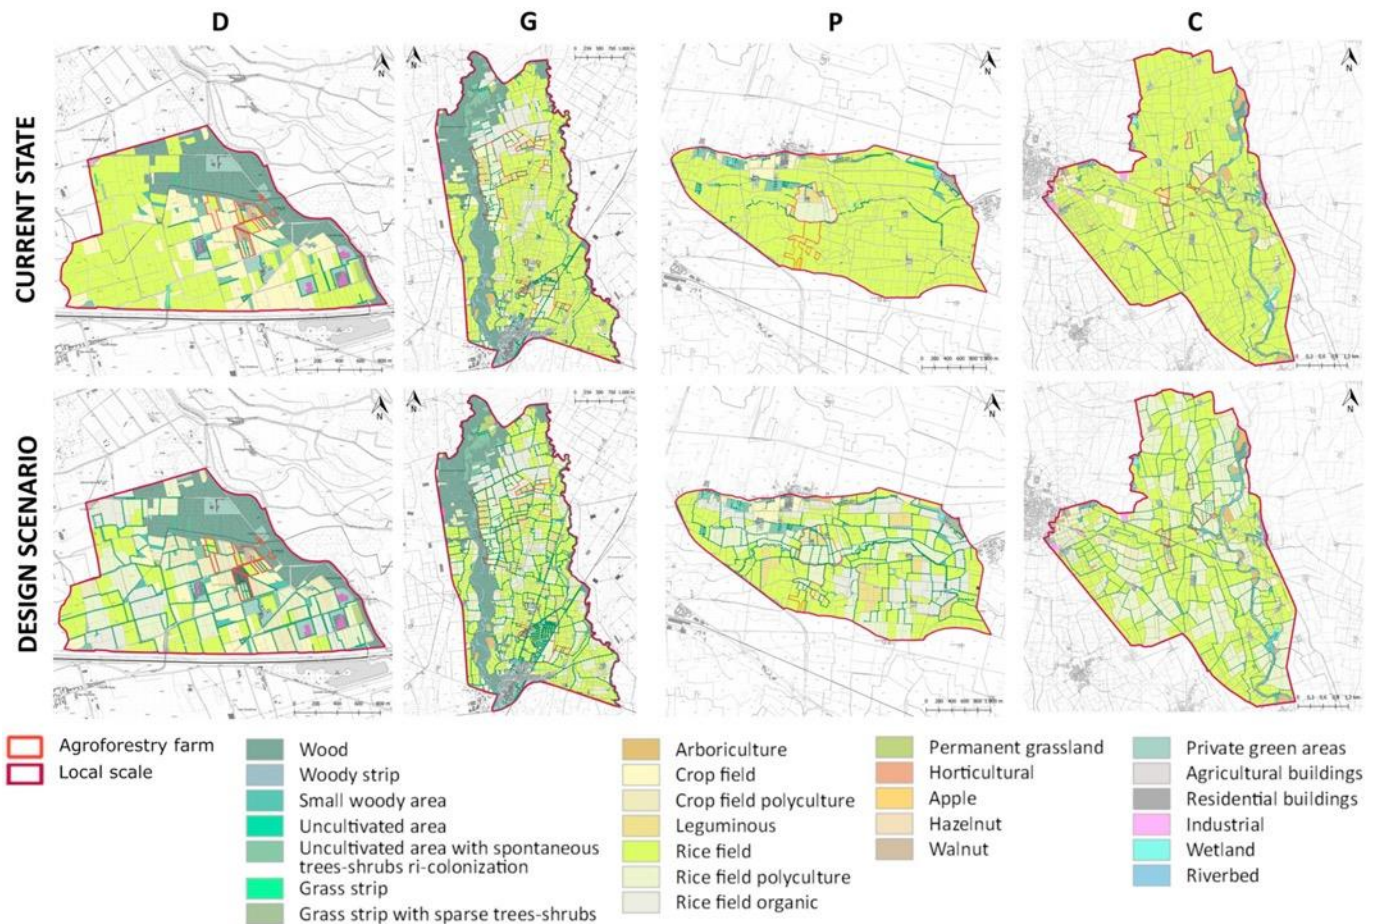 D
G
P
C
CURRENT STATE
N
N
N
N
DESIGN SCENARIO
N
N
N
N
Agroforestry farm
Local scale
Wood
Woody strip
Small woody area
Uncultivated area
Uncultivated area with spontaneous
trees-shrubs ri-colonization
Grass strip
Grass strip with sparse trees-shrubs
Arboriculture
Crop field
Crop field polyculture
Leguminous
Rice field
Rice field polyculture
Rice field organic
Permanent grassland
Horticultural
Apple
Hazelnut
Walnut
Private green areas
Agricultural buildings
Residential buildings
Industrial
Wetland
Riverbed